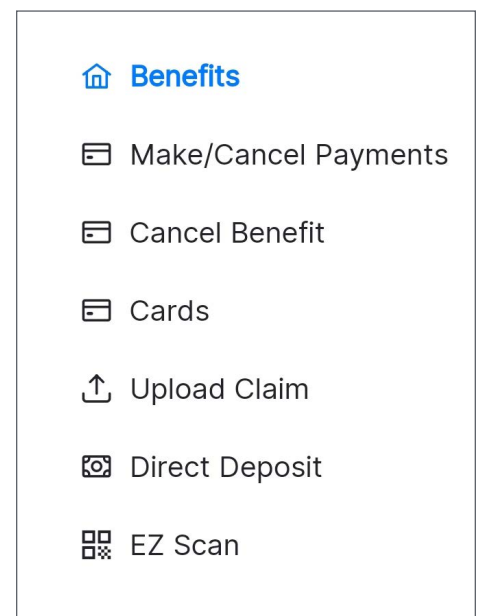 Benefits
Make/Cancel Payments
Cancel Benefit
Cards
Upload Claim
Direct Deposit
EZ Scan